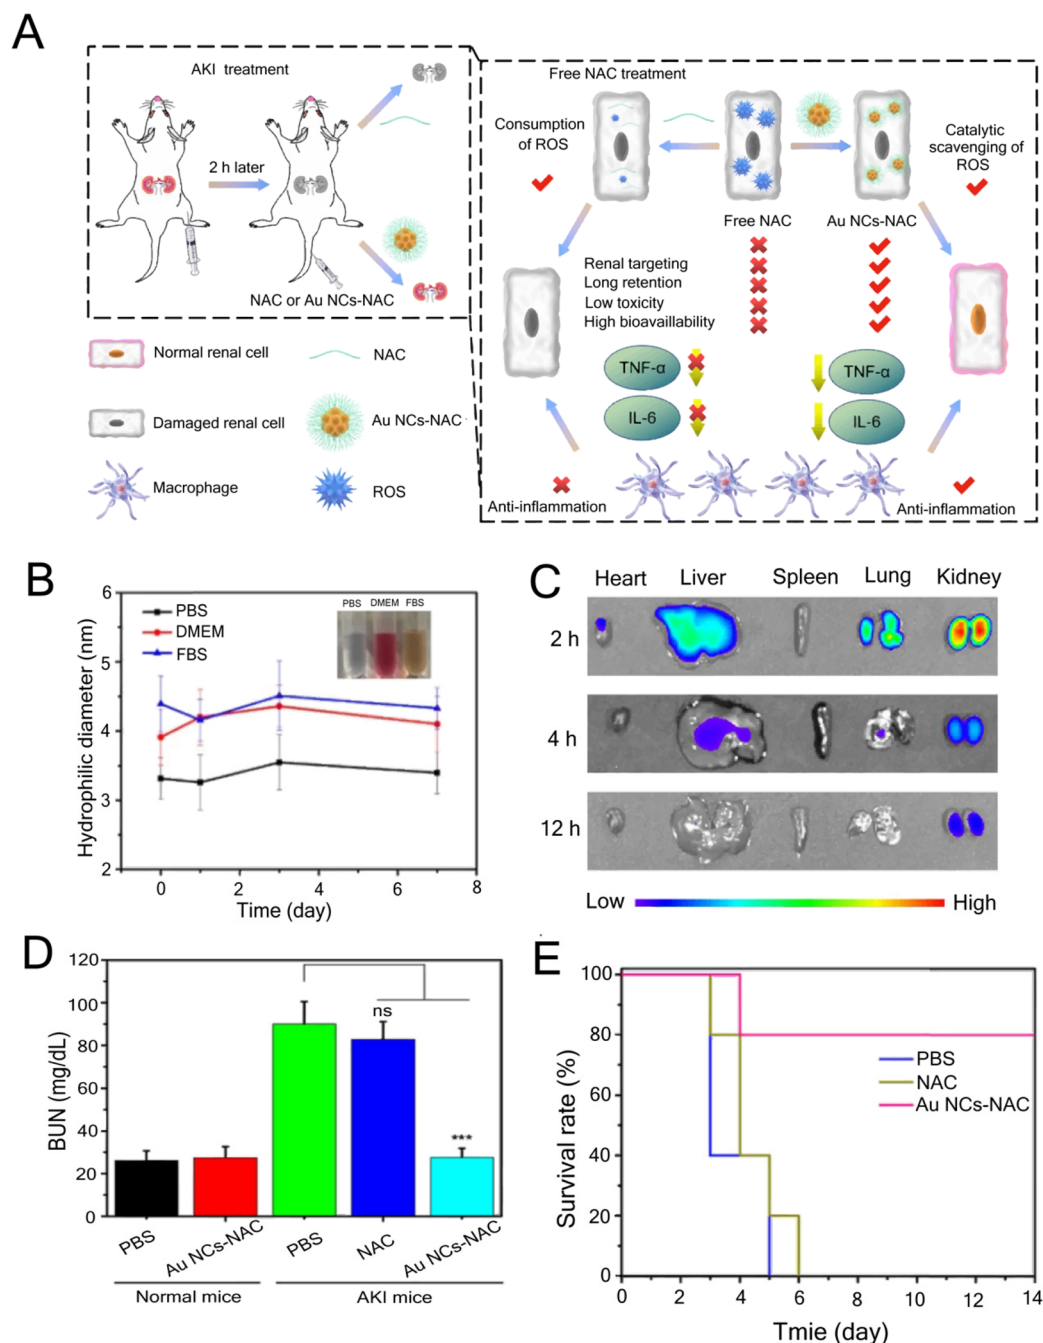 A
AKI treatment
2 h later
NAC or Au NCs-NAC
Normal renal cell
NAC
Damaged renal cell
Au NCs-NAC
Macrophage
ROS
Free NAC treatment
Consumption
of ROS
Catalytic
scavenging of
ROS
Free NAC
Au NCs-NAC
Renal targeting
Long retention
Low toxicity
High bioavaillability
TNF-α
TNF-α
IL-6
IL-6
Anti-inflammation
Anti-inflammation
B
Hydrophilic diameter (nm)
6
5
4
3
2
PBS
DMEM
FBS
PBS DMEM FBS
0 2 4 6 8
Time (day)
C
Heart Liver Spleen Lung Kidney
2 h
4 h
12 h
Low High
D
BUN (mg/dL)
120
100
80
60
40
20
0
ns
***
PBS Au NCs-NAC PBS NAC Au NCs-NAC
Normal mice AKI mice
E
Survival rate (%)
100
80
60
40
20
0
PBS
NAC
Au NCs-NAC
0 2 4 6 8 10 12 14
Tmie (day)